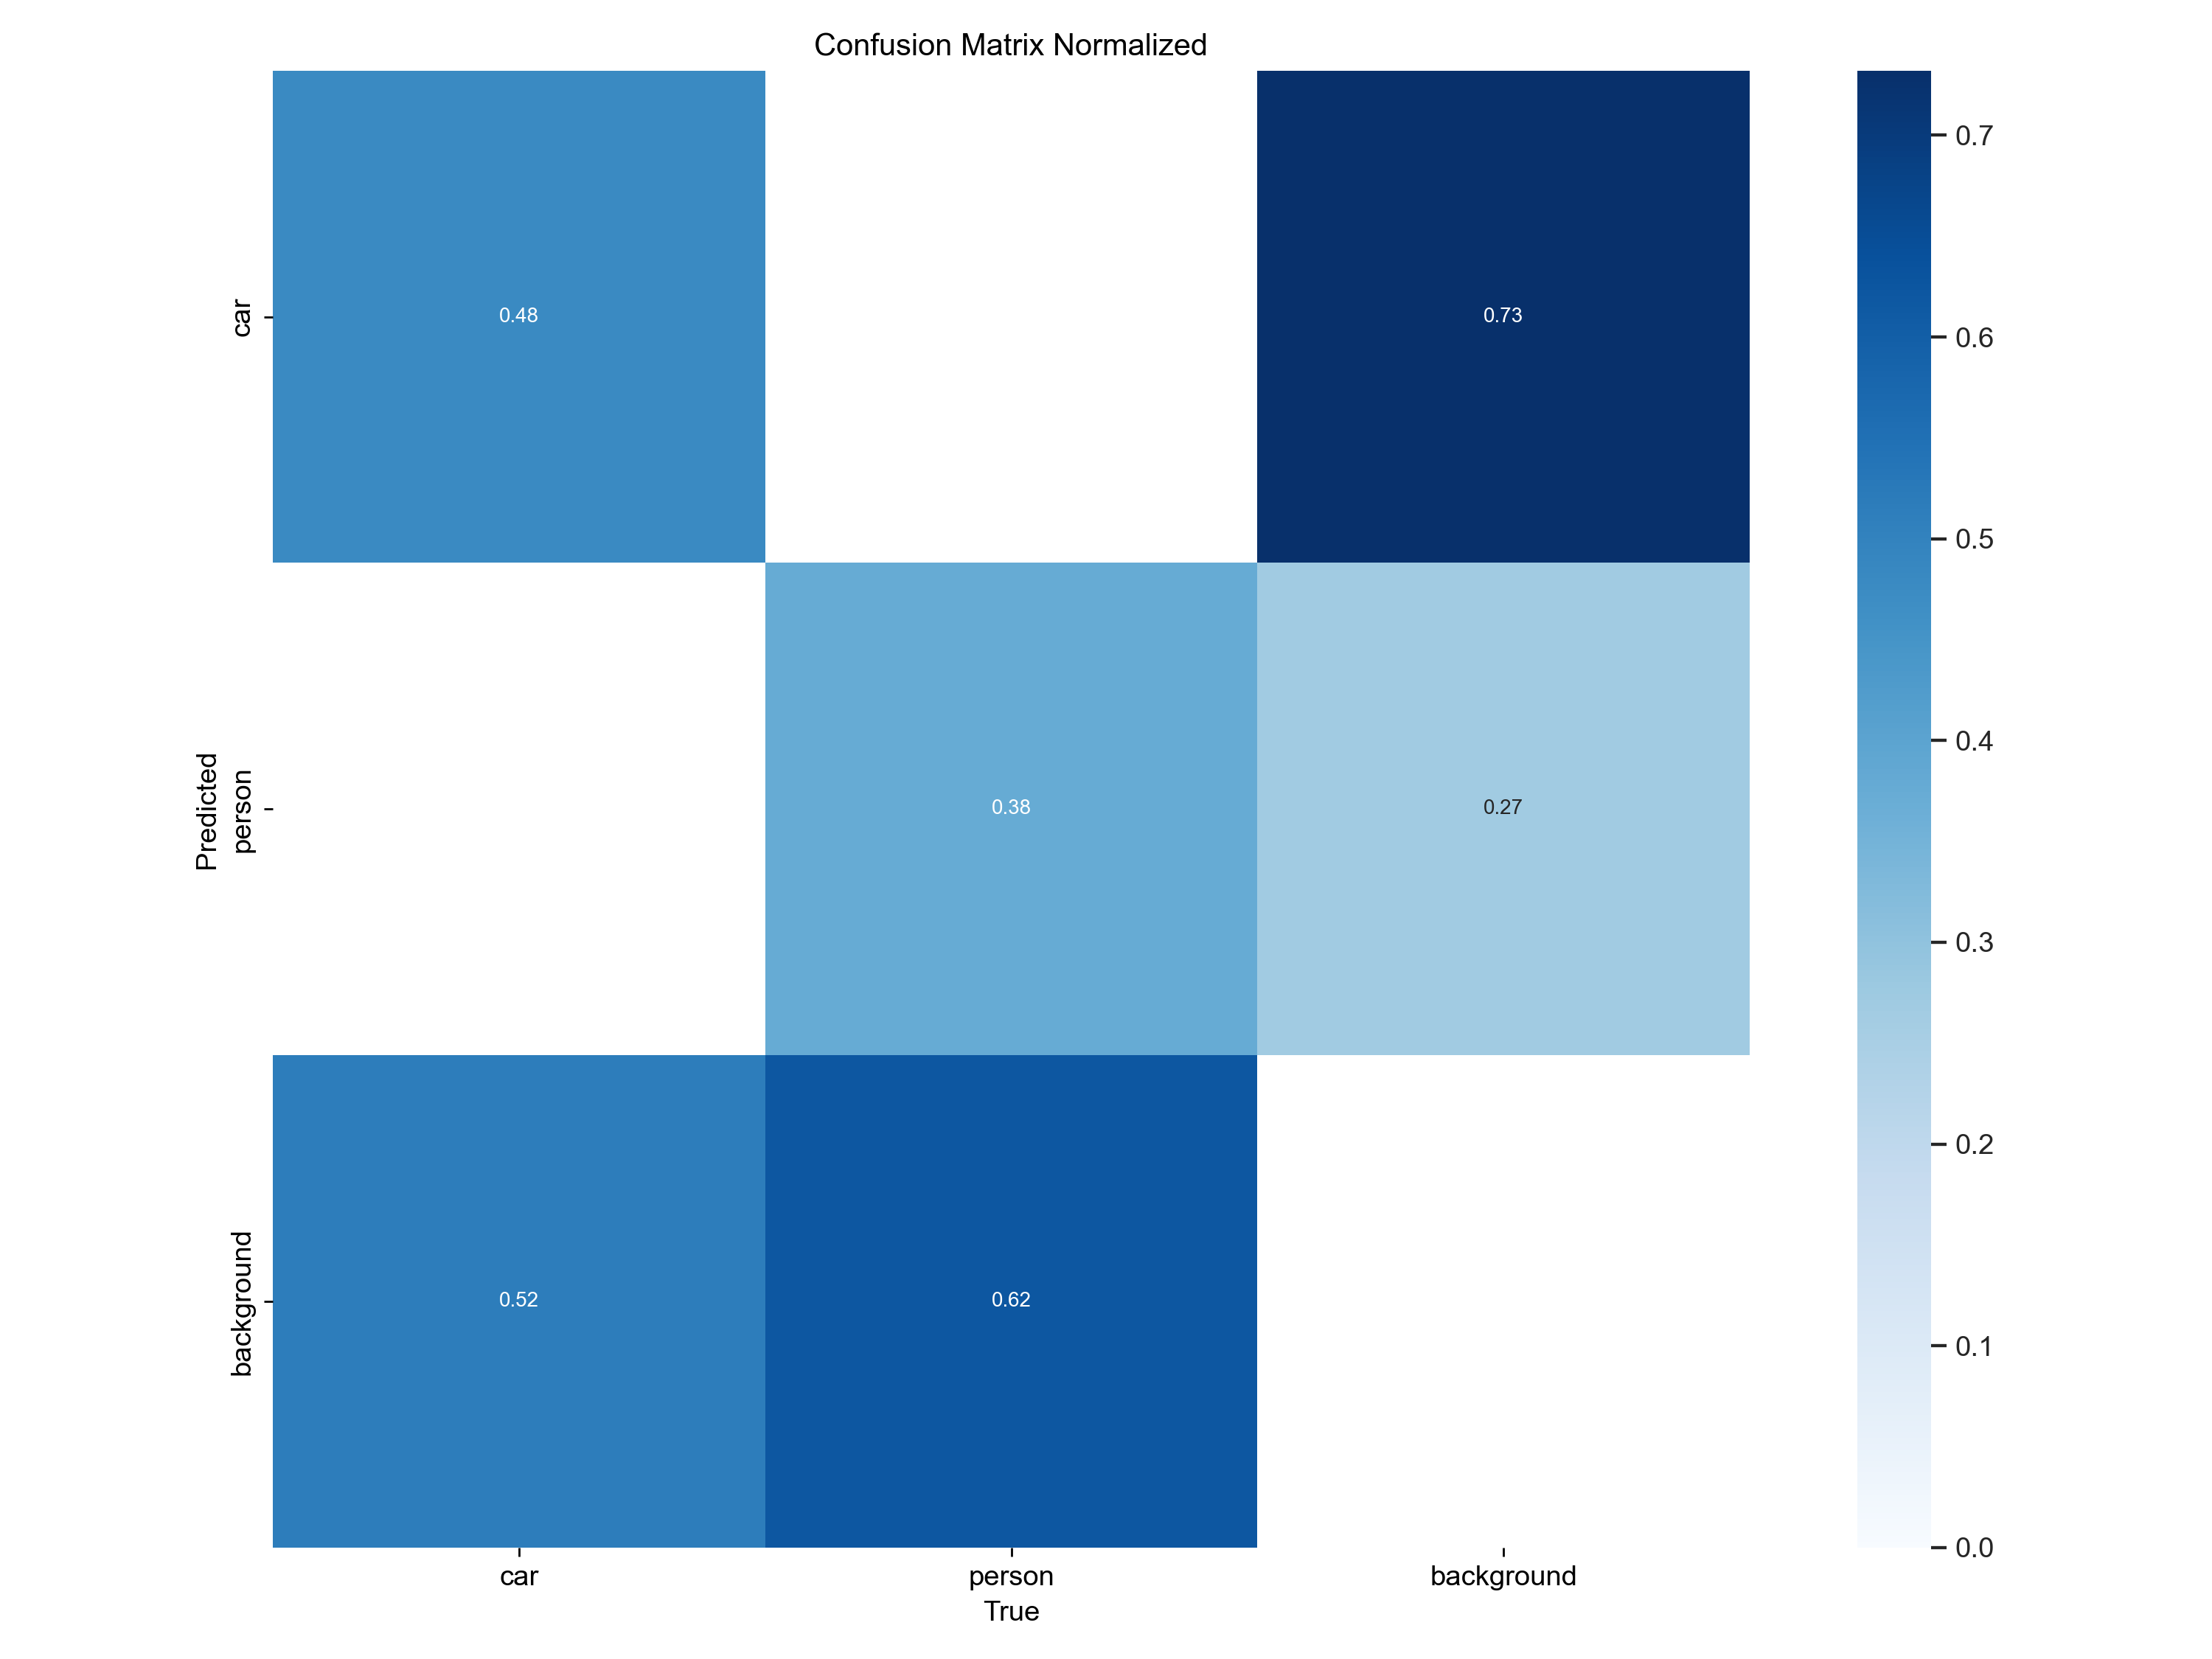 Confusion Matrix Normalized
car
person
background
Predicted
0.48
0.73
0.38
0.27
0.52
0.62
car
person
background
True
0.7
0.6
0.5
0.4
0.3
0.2
0.1
0.0